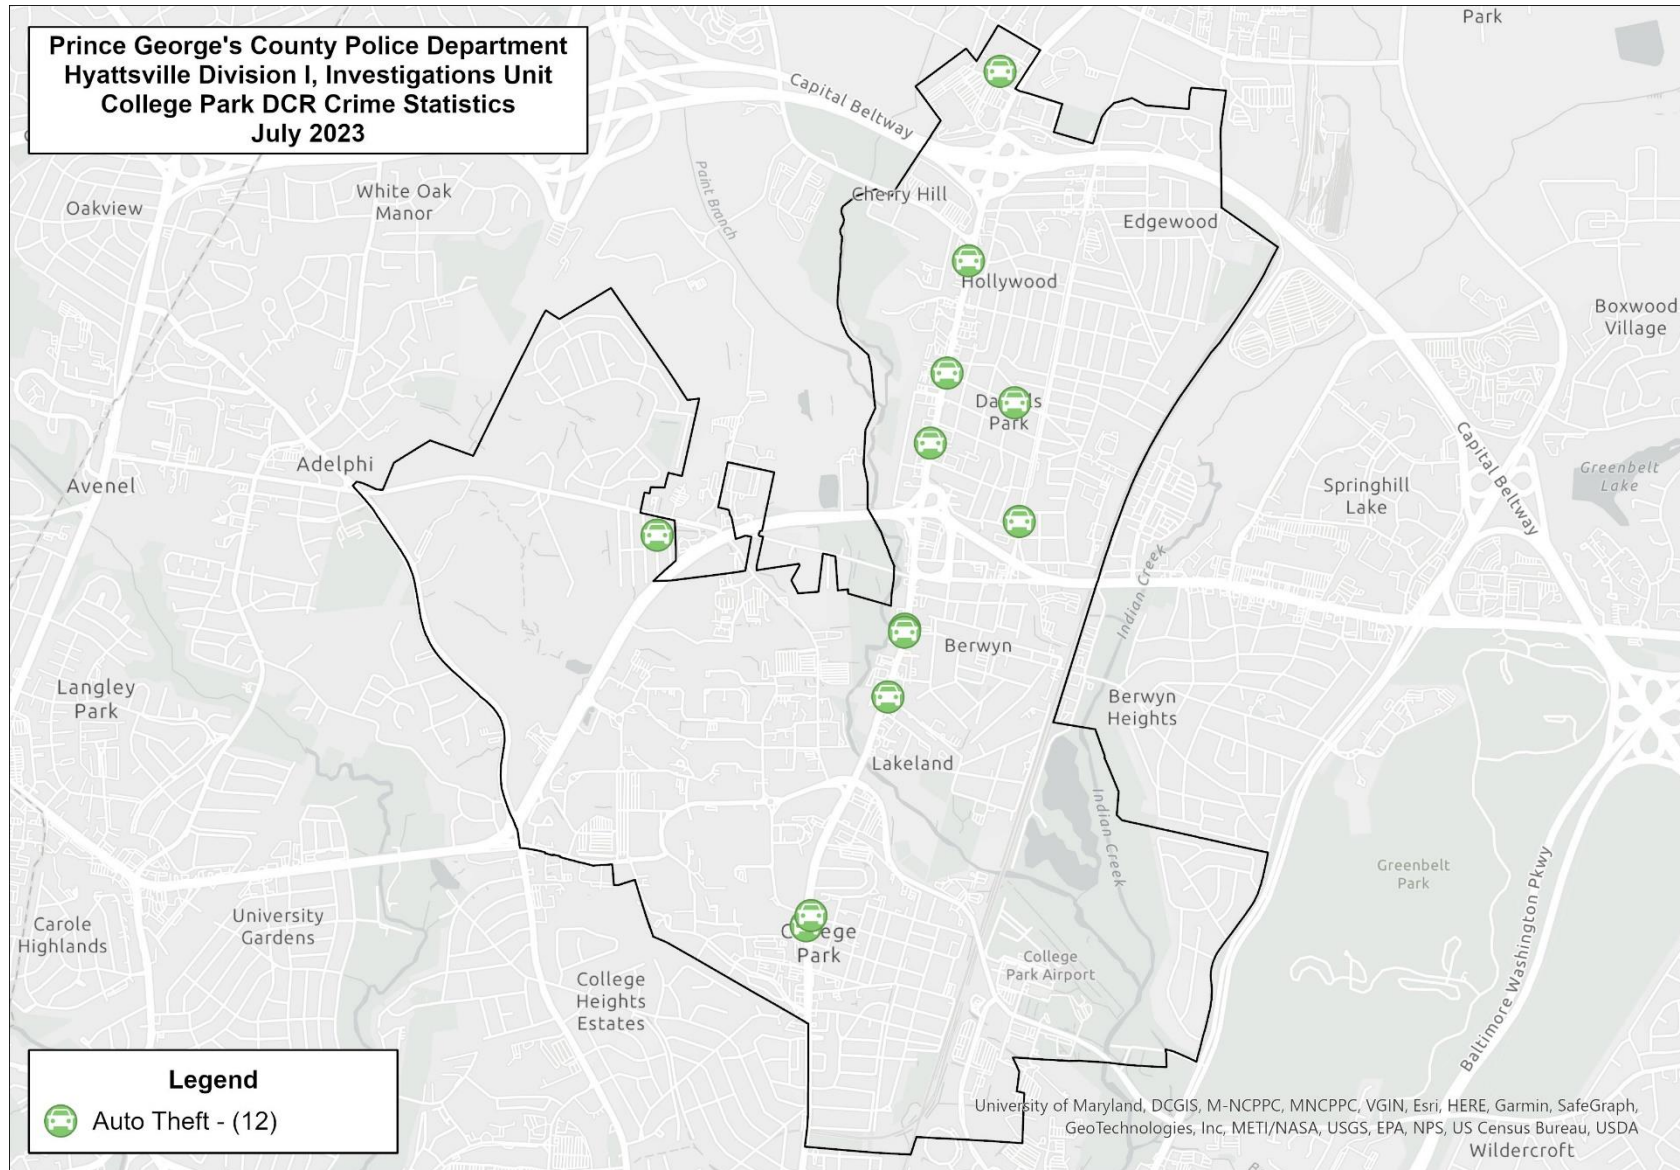 Prince George's County Police Department
Hyattsville Division I, Investigations Unit
College Park DCR Crime Statistics
July 2023
Park
Capital Beltway
Paint Branch
White Oak
Manor
Oakview
Cherry Hill
Edgewood
Hollywood
Boxwood
Village
Park
Capital Beltway
Adelphi
Avenel
Springhill
Lake
Greenbelt
Lake
Indian Creek
Berwyn
Langley
Park
Berwyn
Heights
Lakeland
Indian Creek
Greenbelt
Park
Baltimore Washington Pkwy
Carole
Highlands
University
Gardens
Park
College
Park Airport
College
Heights
Estates
Legend
Auto Theft - (12)
University of Maryland, DCGIS, M-NCPPC, MNCPPC, VGIN, Esri, HERE, Garmin, SafeGraph,
GeoTechnologies, Inc, METI/NASA, USGS, EPA, NPS, US Census Bureau, USDA
Wildercroft